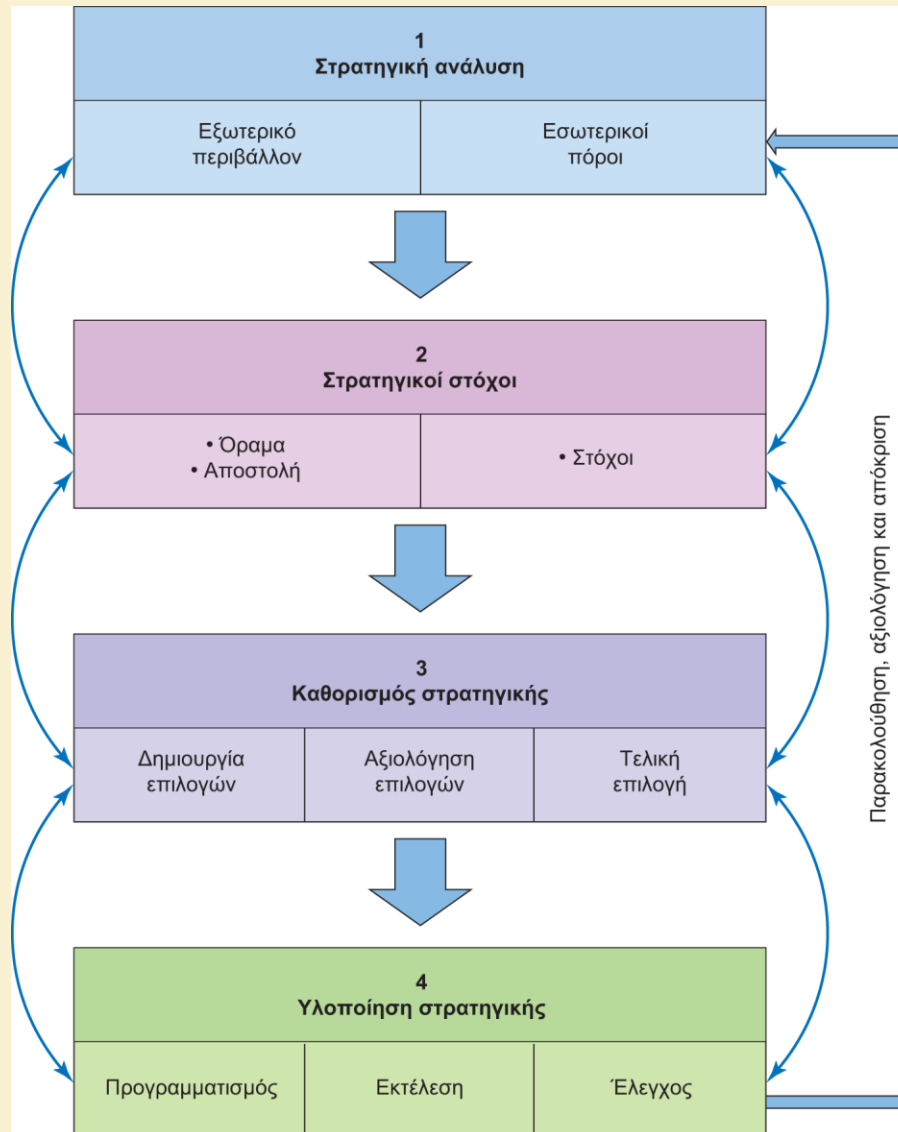 1
Στρατηγική ανάλυση
Εξωτερικό
περιβάλλον
Εσωτερικοί
πόροι
2
Στρατηγικοί στόχοι
• Όραμα
• Αποστολή
• Στόχοι
3
Καθορισμός στρατηγικής
Δημιουργία
επιλογών
Αξιολόγηση
επιλογών
Τελική
επιλογή
4
Υλοποίηση στρατηγικής
Προγραμματισμός
Εκτέλεση
Έλεγχος
Παρακολούθηση, αξιολόγηση και απόκριση